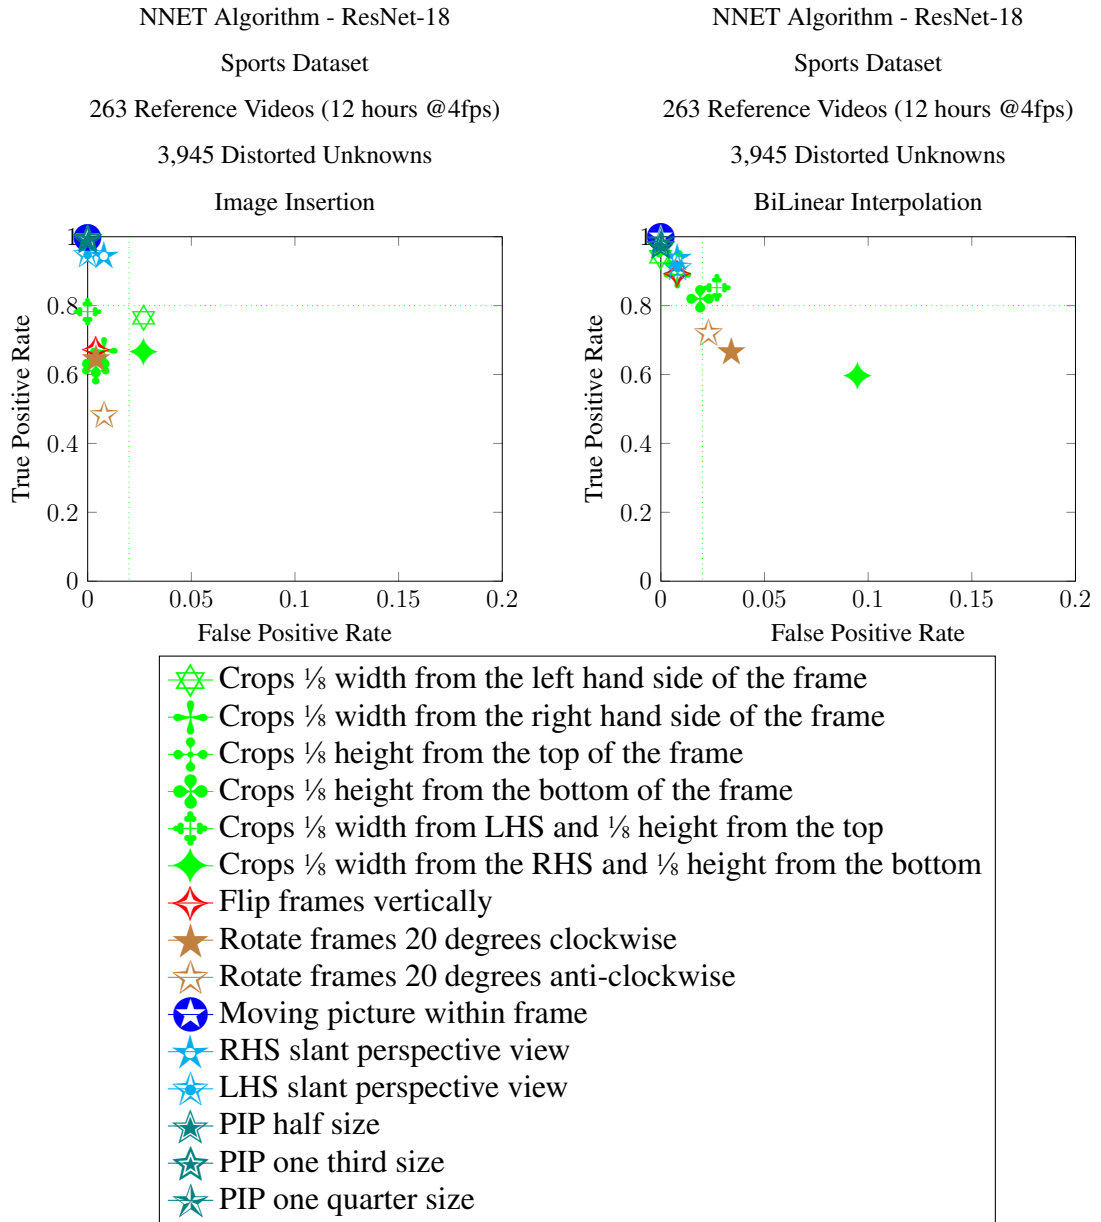 NNET Algorithm - ResNet-18
Sports Dataset
263 Reference Videos (12 hours @4fps)
3,945 Distorted Unknowns
Image Insertion
1
0.8
0.6
0.4
0.2
0
0 0.05 0.1 0.15 0.2
True Positive Rate
False Positive Rate
NNET Algorithm - ResNet-18
Sports Dataset
263 Reference Videos (12 hours @4fps)
3,945 Distorted Unknowns
BiLinear Interpolation
1
0.8
0.6
0.4
0.2
0
0 0.05 0.1 0.15 0.2
True Positive Rate
False Positive Rate
Crops ⅛ width from the left hand side of the frame
Crops ⅛ width from the right hand side of the frame
Crops ⅛ height from the top of the frame
Crops ⅛ height from the bottom of the frame
Crops ⅛ width from LHS and ⅛ height from the top
Crops ⅛ width from the RHS and ⅛ height from the bottom
Flip frames vertically
Rotate frames 20 degrees clockwise
Rotate frames 20 degrees anti-clockwise
Moving picture within frame
RHS slant perspective view
LHS slant perspective view
PIP half size
PIP one third size
PIP one quarter size